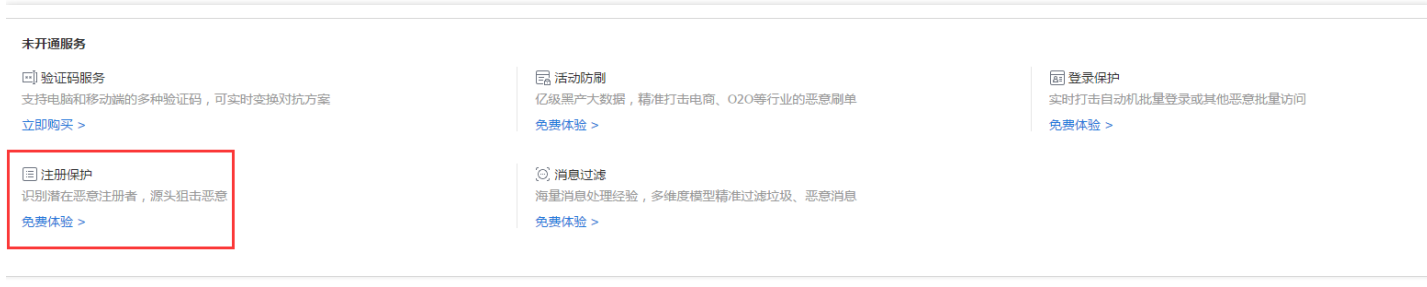 未开通服务
验证码服务
支持电脑和移动端的多种验证码，可实时变换对抗方案
立即购买 >
活动防刷
亿级黑产大数据，精准打击电商、O2O等行业的恶意刷单
免费体验 >
登录保护
实时打击自动机批量登录或其他恶意批量访问
免费体验 >
注册保护
识别潜在恶意注册者，源头狙击恶意
免费体验 >
消息过滤
海量消息处理经验，多维度模型精准过滤垃圾、恶意消息
免费体验 >